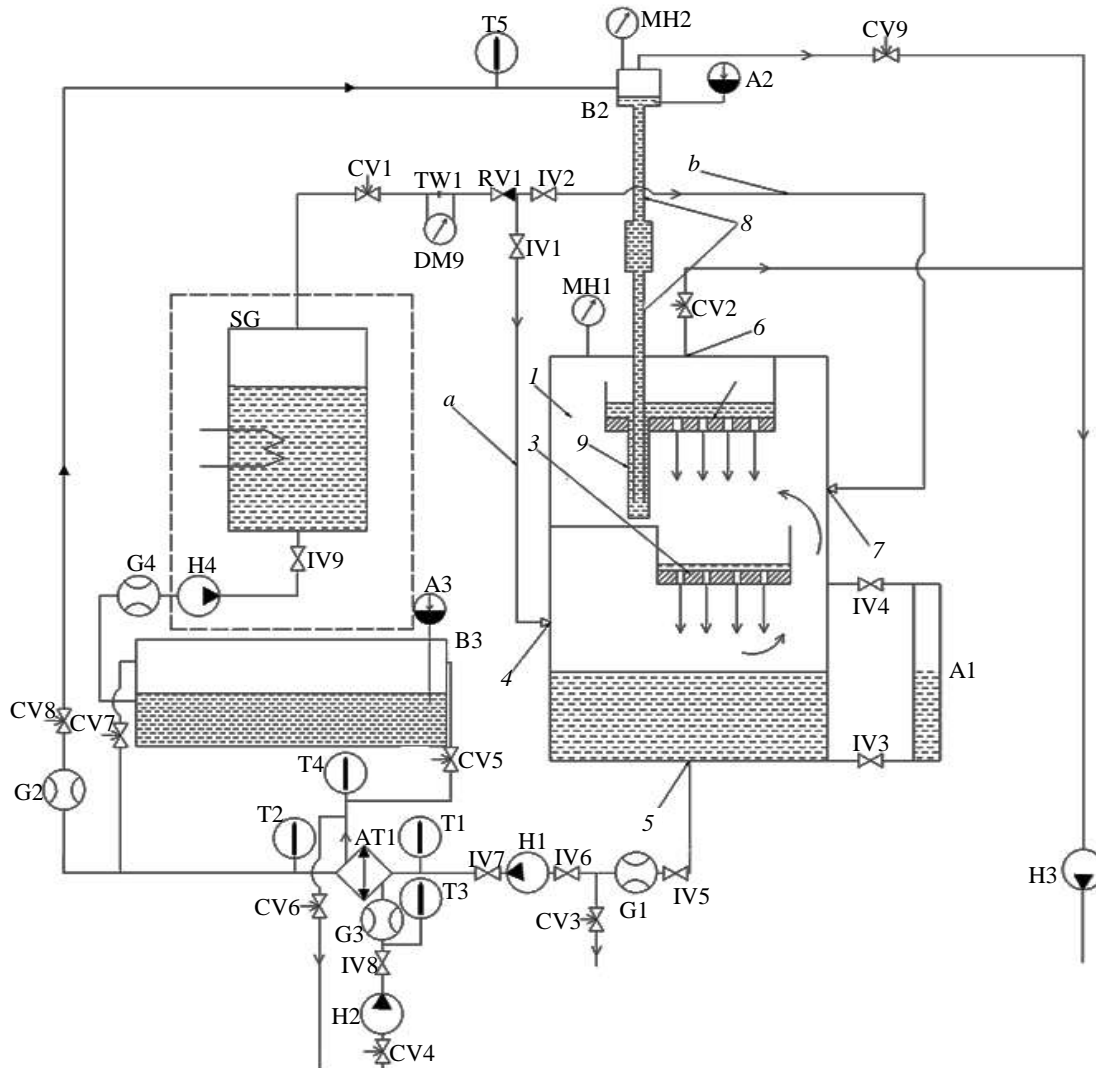 MH2
CV9
T5
A2
B2
b
CV1
TW1
RV1
IV2
8
DM9
IV1
MH1
CV2
SG
6
1
a
3
9
7
G4
H4
IV9
A3
IV4
B3
4
A1
CV8
CV7
IV3
T4
CV5
G2
5
T2
AT1
T1
H1
IV7
IV6
T3
H3
IV5
CV6
G3
CV3
G1
IV8
H2
CV4